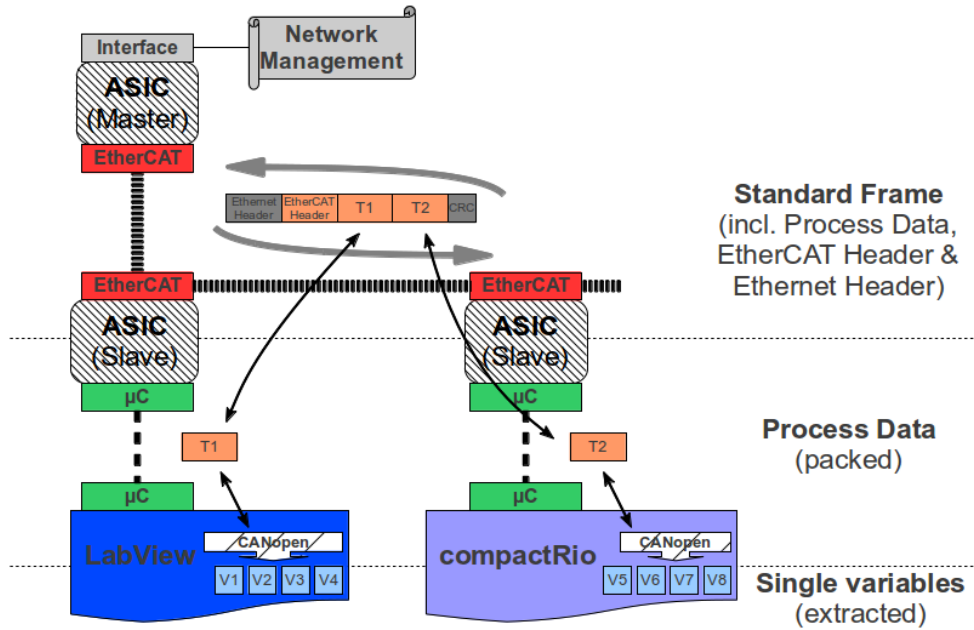 Interface
Network
Management
ASIC
(Master)
EtherCAT
Ethernet
Header
EtherCAT
Header
T1
T2
CRC
Standard Frame
(incl. Process Data,
EtherCAT Header &
Ethernet Header)
EtherCAT
EtherCAT
ASIC
(Slave)
ASIC
(Slave)
µC
µC
T1
T2
Process Data
(packed)
µC
µC
LabView
CANopen
V1 V2 V3 V4
compactRio
CANopen
V5 V6 V7 V8
Single variables
(extracted)